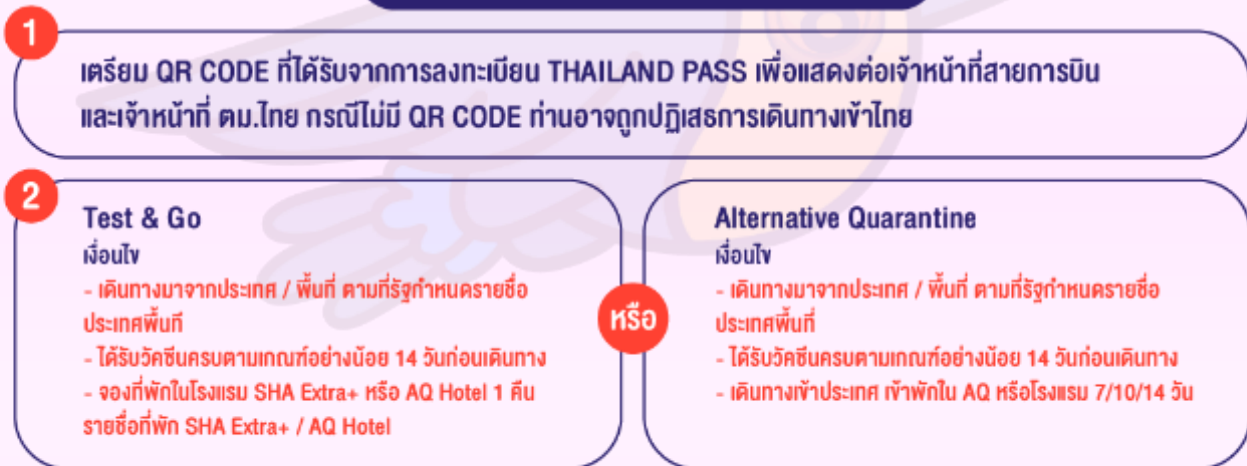 1
เตรียม QR CODE ที่ได้รับจากการลงทะเบียน THAILAND PASS เพื่อแสดงต่อเจ้าหน้าที่สายการบิน
และเจ้าหน้าที่ ตม.ไทย กรณีไม่มี QR CODE ท่านอาจถูกปฏิเสธการเดินทางเข้าไทย
2
Test & Go
เงื่อนไข
- เดินทางมาจากประเทศ / พื้นที่ ตามที่รัฐกำหนดรายชื่อ
ประเทศพื้นที
- ได้รับวัคซีนครบตามเกณฑ์อย่างน้อย 14 วันก่อนเดินทาง
- จองที่พักในโรงแรม SHA Extra+ หรือ AQ Hotel 1 คืน
รายชื่อที่พัก SHA Extra+ / AQ Hotel
หรือ
Alternative Quarantine
เงื่อนไข
- เดินทางมาจากประเทศ / พื้นที่ ตามที่รัฐกำหนดรายชื่อ
ประเทศพื้นที่
- ได้รับวัคซีนครบตามเกณฑ์อย่างน้อย 14 วันก่อนเดินทาง
- เดินทางเข้าประเทศ เข้าพักใน AQ หรือโรงแรม 7/10/14 วัน